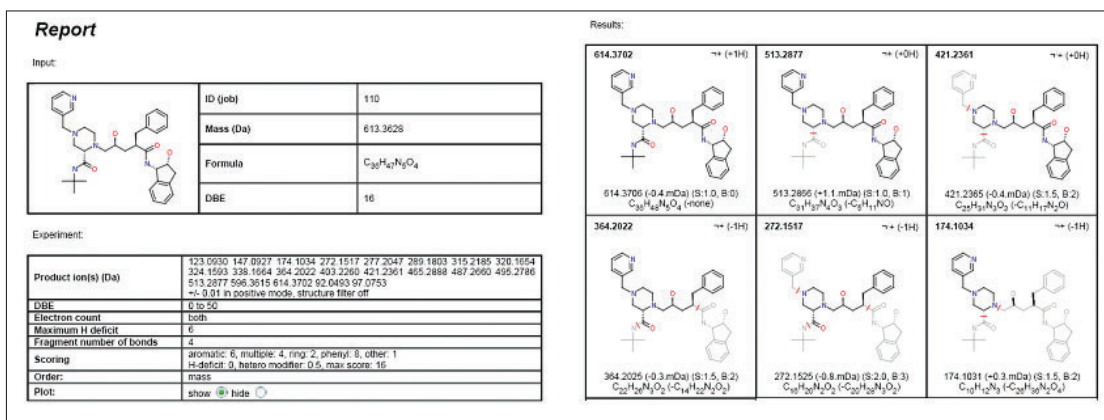 Report
Input:
ID (job) 110
Mass (Da) 613.3628
Formula C36H47N5O4
DBE 16
Experiment:
Product ion(s) (Da)
123.0930 147.0927 174.1034 272.1517 277.2047 289.1803 315.2185 320.1654
324.1593 338.1664 364.2022 403.2260 421.2361 465.2888 487.2660 495.2786
513.2877 596.3615 614.3702 92.0493 97.0753
+/- 0.01 in positive mode, structure filter off
DBE 0 to 50
Electron count both
Maximum H deficit 6
Fragment number of bonds 4
Scoring
aromatic: 6, multiple: 4, ring: 2, phenyl: 8, other: 1
H-deficit: 0, hetero modifier: 0.5, max score: 16
Order: mass
Plot: show hide
Results:
614.3702 ¬+ (+1H) 513.2877 ¬+ (+0H) 421.2361 ¬+ (+0H)
614.3706 (-0.4.mDa) (S:1.0, B:0) 513.2866 (+1.1.mDa) (S:1.0, B:1) 421.2365 (-0.4.mDa) (S:1.5, B:2)
C36H48N5O4 (-none) C31H37N4O3 (-C5H11NO) C25H31N3O3 (-C11H17N2O)
364.2022 ¬+ (-1H) 272.1517 ¬+ (-1H) 174.1034 ¬+ (-1H)
364.2025 (-0.3.mDa) (S:1.5, B:2) 272.1525 (-0.8.mDa) (S:2.0, B:3) 174.1031 (+0.3.mDa) (S:1.5, B:2)
C22H26N3O2 (-C14H22N2O2) C16H20N2O2 (-C20H28N3O2) C10H12N3 (-C26H36N2O4)